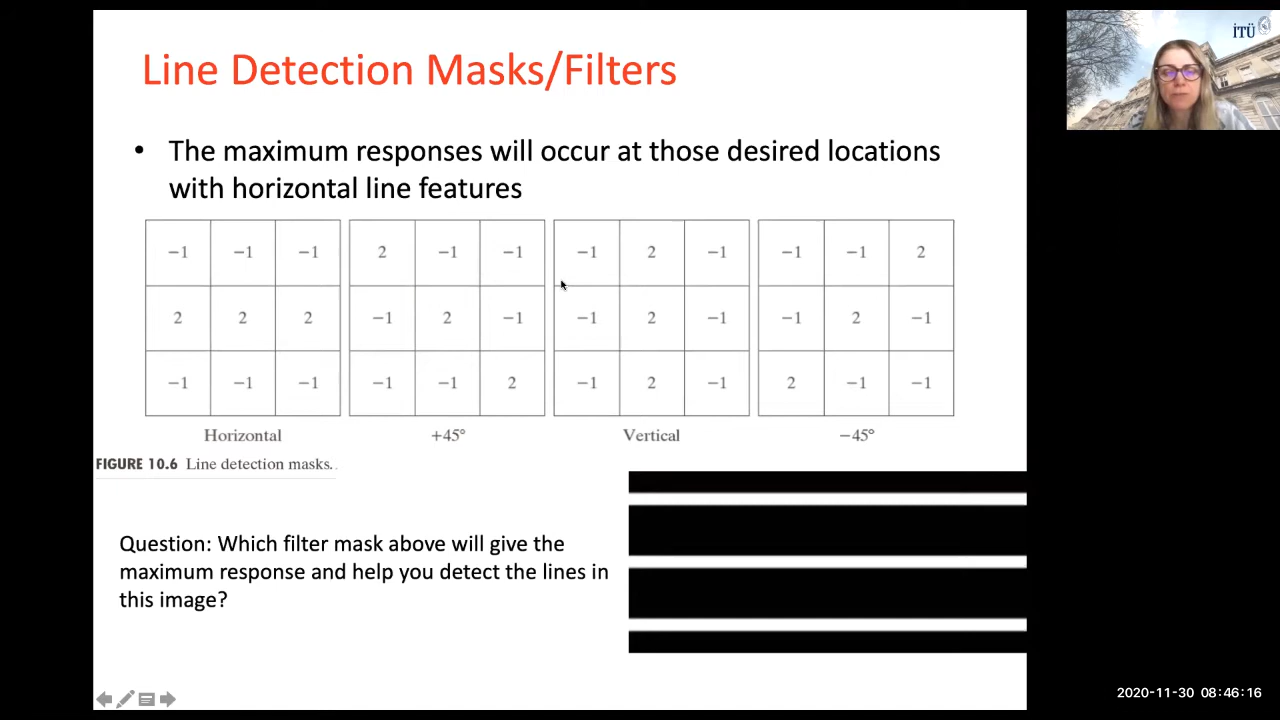 Line Detection Masks/Filters
İTÜ
• The maximum responses will occur at those desired locations
with horizontal line features
−1 −1 −1 2 −1 −1 −1 2 −1 −1 −1 2
2 2 2 −1 2 −1 −1 2 −1 −1 2 −1
−1 −1 −1 −1 −1 2 −1 2 −1 2 −1 −1
Horizontal +45° Vertical −45°
FIGURE 10.6 Line detection masks.
Question: Which filter mask above will give the
maximum response and help you detect the lines in
this image?
2020-11-30 08:46:16